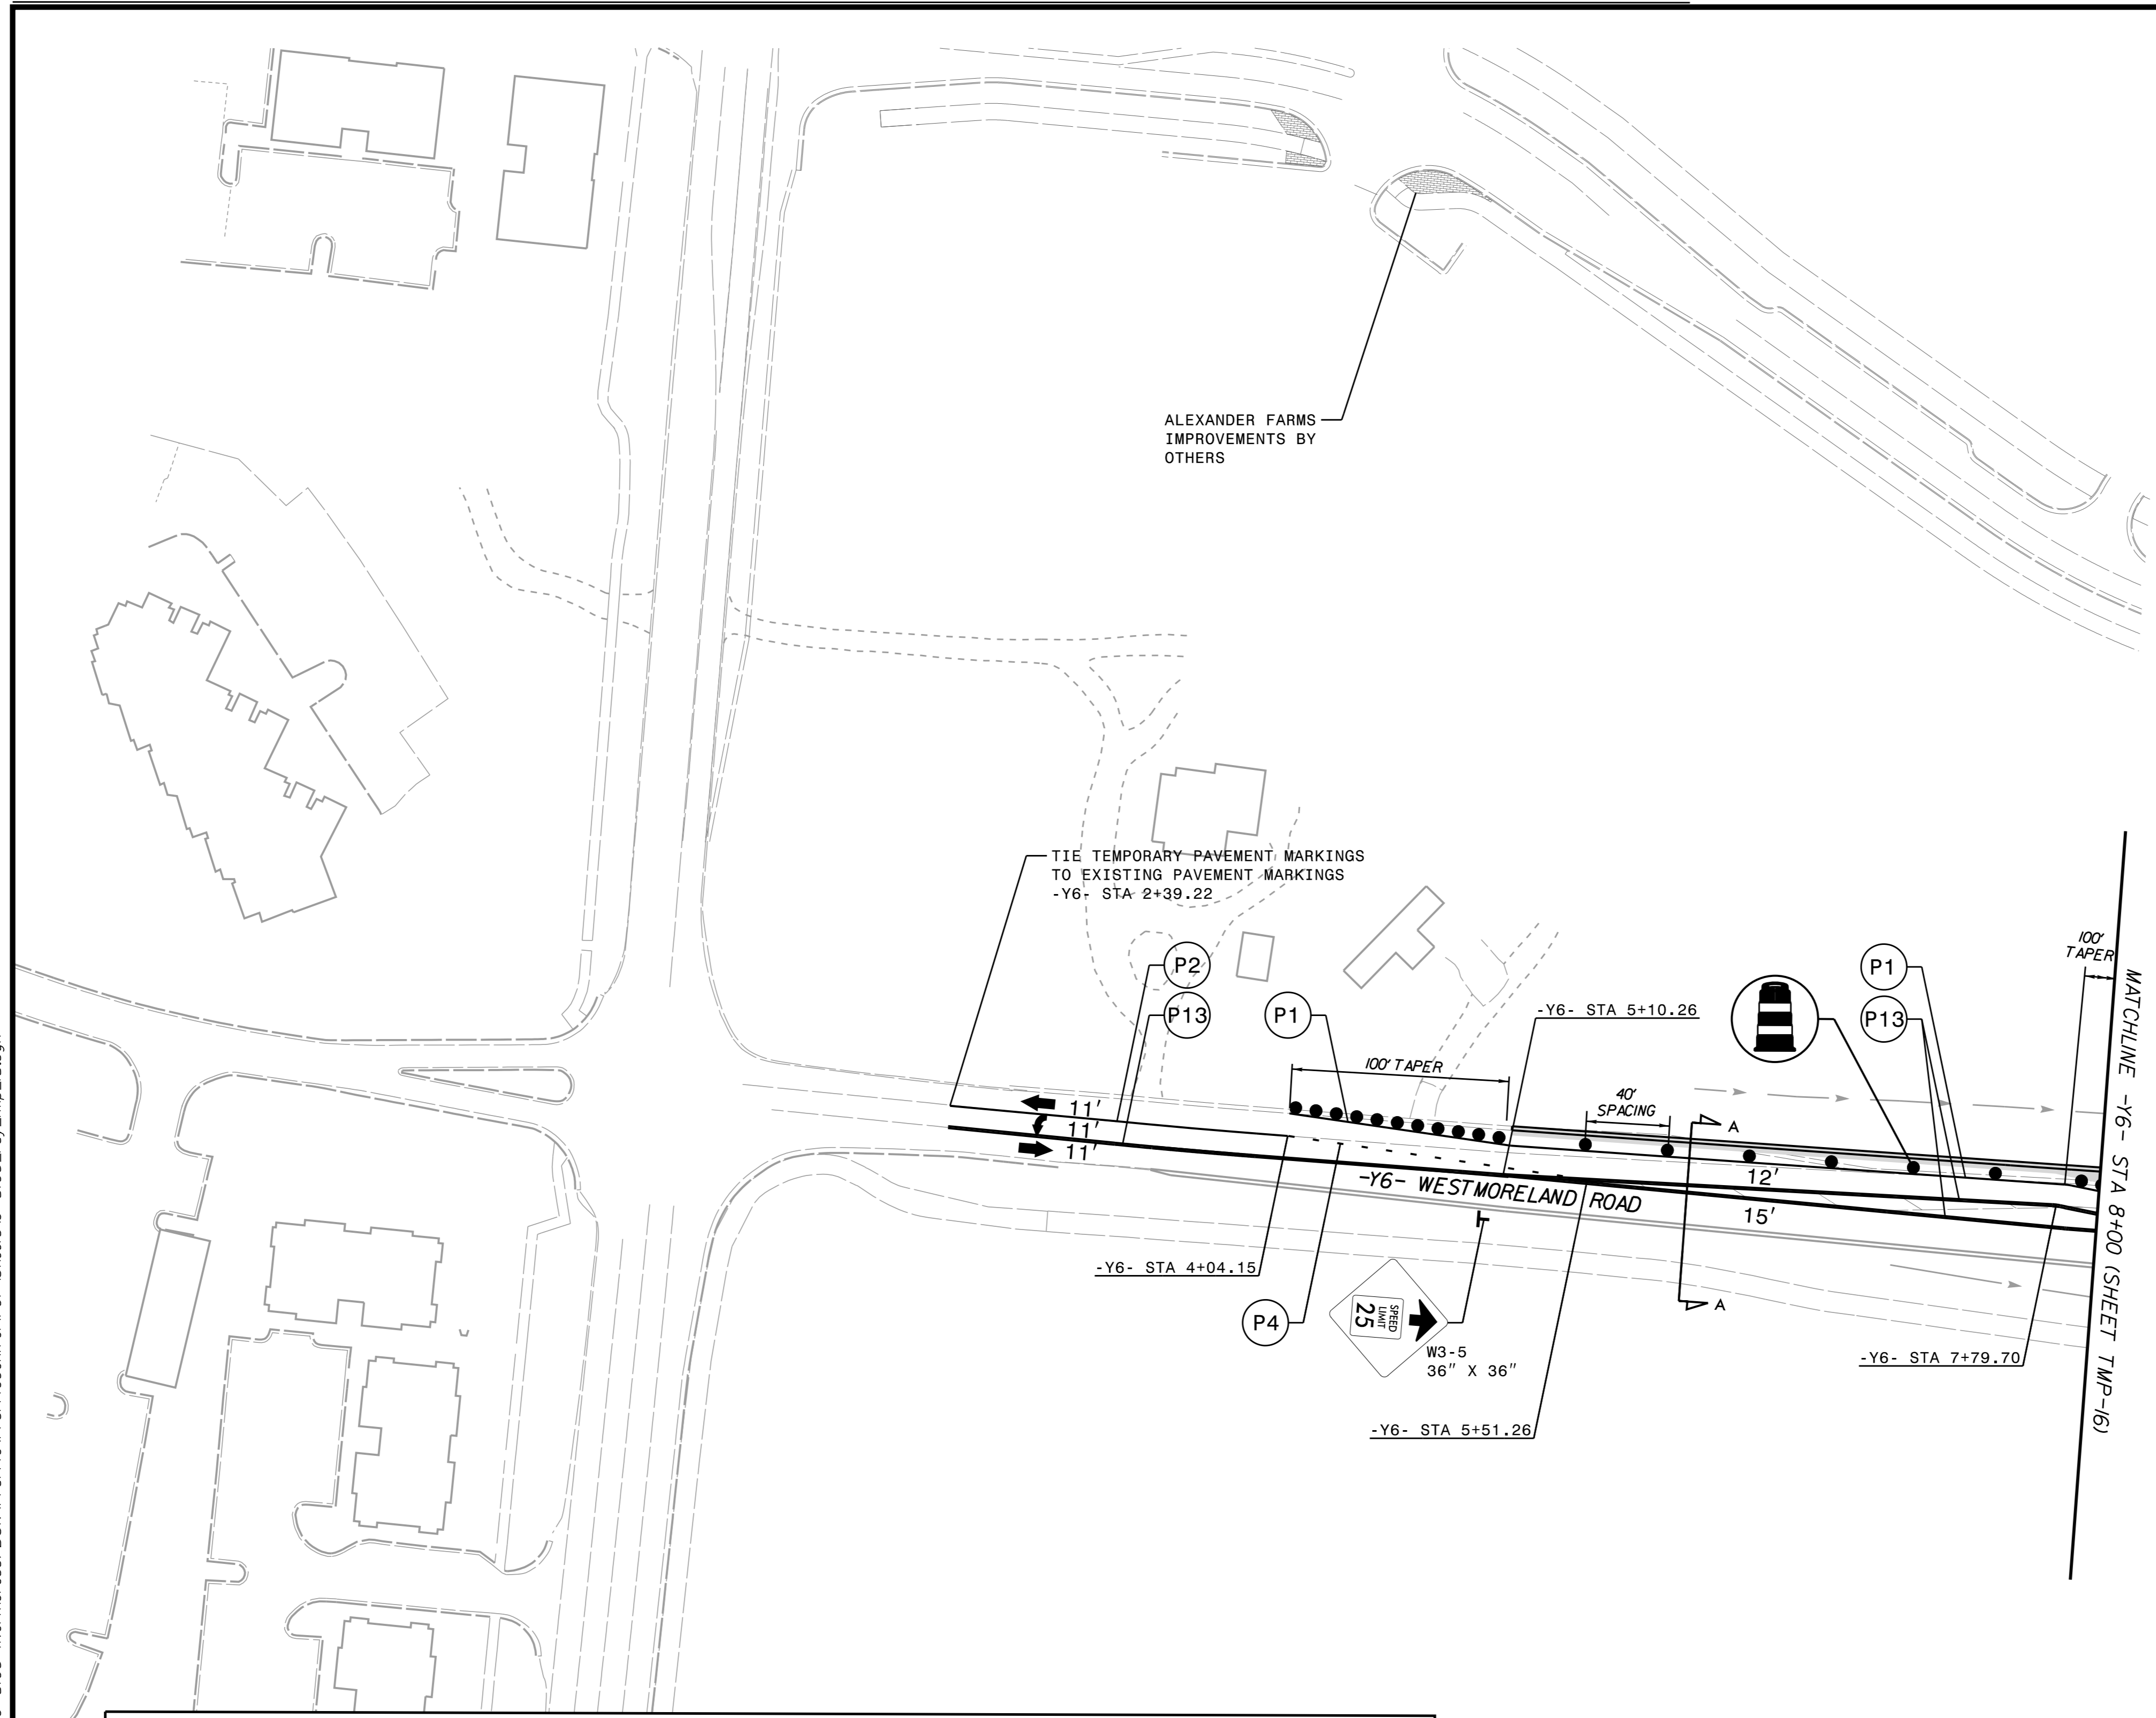 ALEXANDER FARMS
IMPROVEMENTS BY
OTHERS
TIE TEMPORARY PAVEMENT MARKINGS
TO EXISTING PAVEMENT MARKINGS
-Y6- STA 2+39.22
P2
P13
P1
-Y6- STA 5+10.26
P1
P13
100'
TAPER
100' TAPER
40'
SPACING
11'
11'
11'
A
12'
15'
-Y6- WESTMORELAND ROAD
A
-Y6- STA 4+04.15
P4
SPEED
LIMIT
25
W3-5
36" X 36"
-Y6- STA 5+51.26
-Y6- STA 7+79.70
MATCHLINE -Y6- STA 8+00 (SHEET TMP-16)